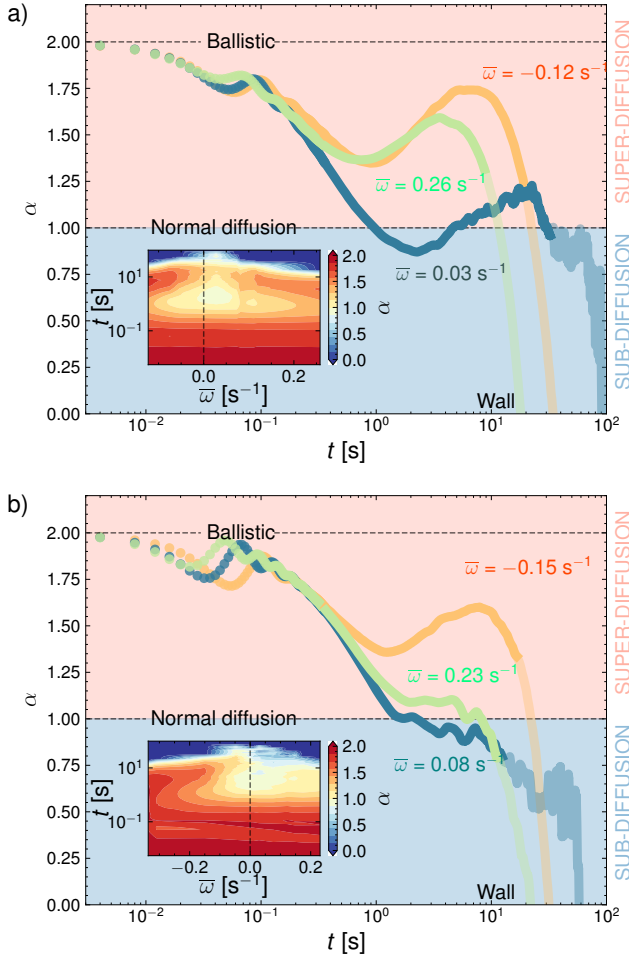 a)
2.00
1.75
1.50
1.25
1.00
0.75
0.50
0.25
0.00
α
Ballistic
ω̅ = −0.12 s⁻¹
ω̅ = 0.26 s⁻¹
ω̅ = 0.03 s⁻¹
Normal diffusion
Wall
SUPER-DIFFUSION
SUB-DIFFUSION
t [s]
10¹
10⁻¹
0.0
0.2
ω̅ [s⁻¹]
2.0
1.5
1.0
0.5
0.0
α
10⁻²
10⁻¹
10⁰
10¹
10²
t [s]
b)
2.00
1.75
1.50
1.25
1.00
0.75
0.50
0.25
0.00
α
Ballistic
ω̅ = −0.15 s⁻¹
ω̅ = 0.23 s⁻¹
ω̅ = 0.08 s⁻¹
Normal diffusion
Wall
SUPER-DIFFUSION
SUB-DIFFUSION
t [s]
10¹
10⁻¹
−0.2
0.0
0.2
ω̅ [s⁻¹]
2.0
1.5
1.0
0.5
0.0
α
10⁻²
10⁻¹
10⁰
10¹
10²
t [s]